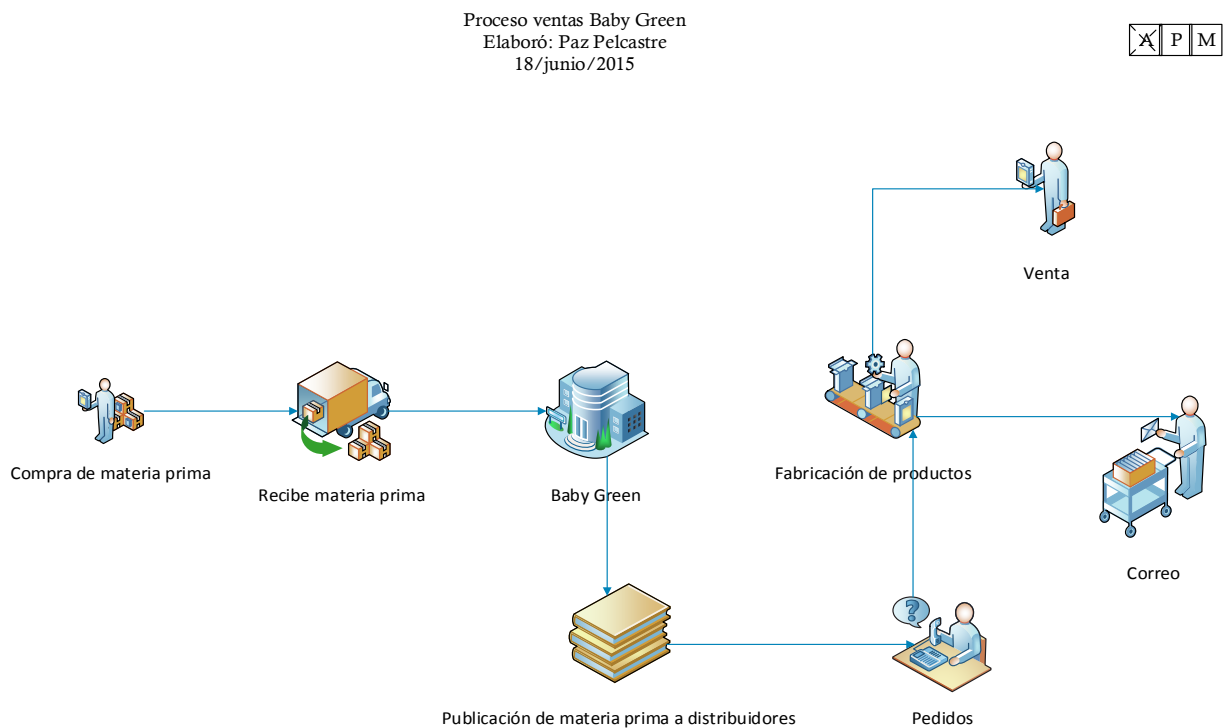 Proceso ventas Baby Green
Elaboró: Paz Pelcastre
18/junio/2015
A P M
Venta
Compra de materia prima
Recibe materia prima
Baby Green
Fabricación de productos
Correo
Publicación de materia prima a distribuidores
Pedidos